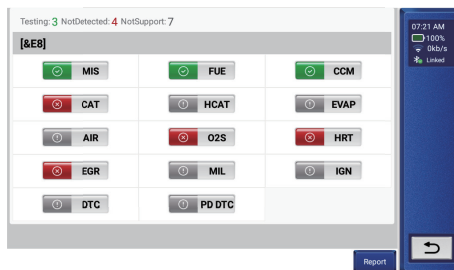 Testing: 3 NotDetected: 4 NotSupport: 7
[&E8]
MIS FUE CCM
CAT HCAT EVAP
AIR O2S HRT
EGR MIL IGN
DTC PD DTC
07:21 AM
100%
0kb/s
Linked
Report